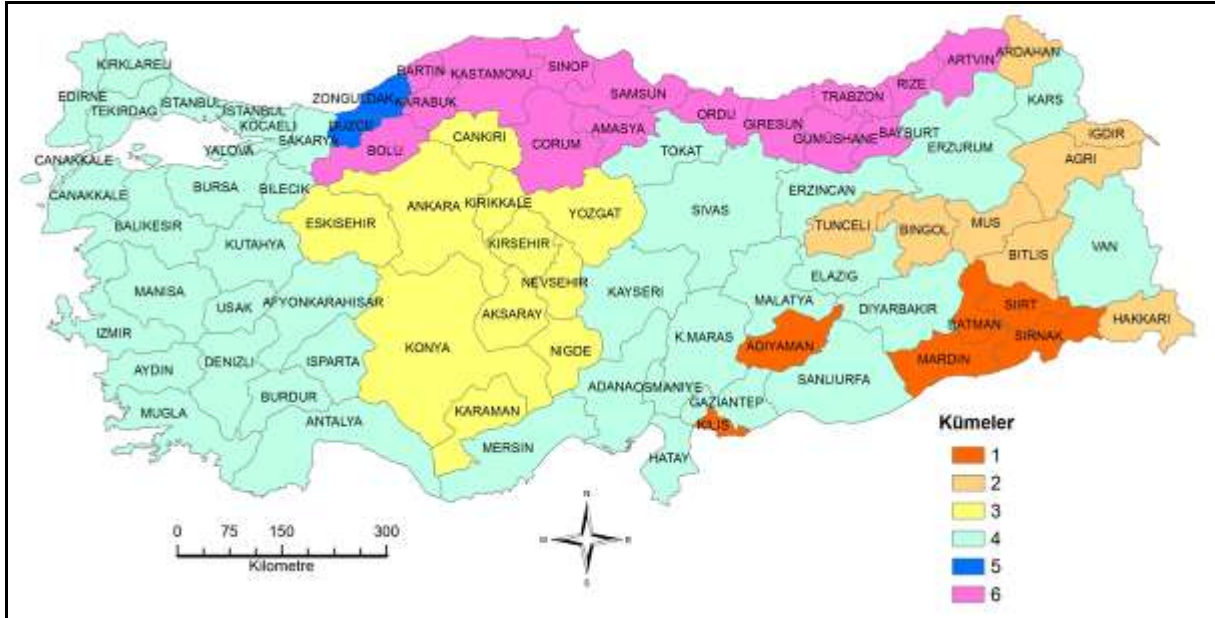 ARDAHAN
KIRKLARELI
BARTIN
SINOP
KASTAMONU
ARTVIN
EDIRNE
TEKIRDAG
ISTANBUL
ISTANBUL
ZONGULDAK
KARABUK
SAMSUN
TRABZON
RIZE
KARS
KOCAELI
DUZCE
ORDU
GIRESUN
SAKARYA
BOLU
CANKIRI
CORUM
AMASYA
GUMUSHANE
BAYBURT
IGDIR
YALOVA
TOKAT
ERZURUM
AGRI
CANAKKALE
CANAKKALE
BURSA
BILECIK
ERZINCAN
ESKISEHIR
ANKARA
KIRIKKALE
YOZGAT
SIVAS
BALIKESIR
TUNCELI
BINGOL
MUS
KUTAHYA
KIRSEHIR
BITLIS
VAN
MANISA
USAK
AFYONKARAHISAR
NEVSEHIR
KAYSERI
ELAZIG
MALATYA
DIYARBAKIR
SIIRT
AKSARAY
BATMAN
HAKKARI
IZMIR
K.MARAS
ADIYAMAN
SIRNAK
KONYA
NIGDE
MARDIN
AYDIN
DENIZLI
ISPARTA
SANLIURFA
BURDUR
ADANA
OSMANIYE
MUGLA
KARAMAN
GAZIANTEP
ANTALYA
KILIS
MERSIN
HATAY
Kümeler
1
2
3
4
5
6
0 75 150 300
Kilometre
N
S